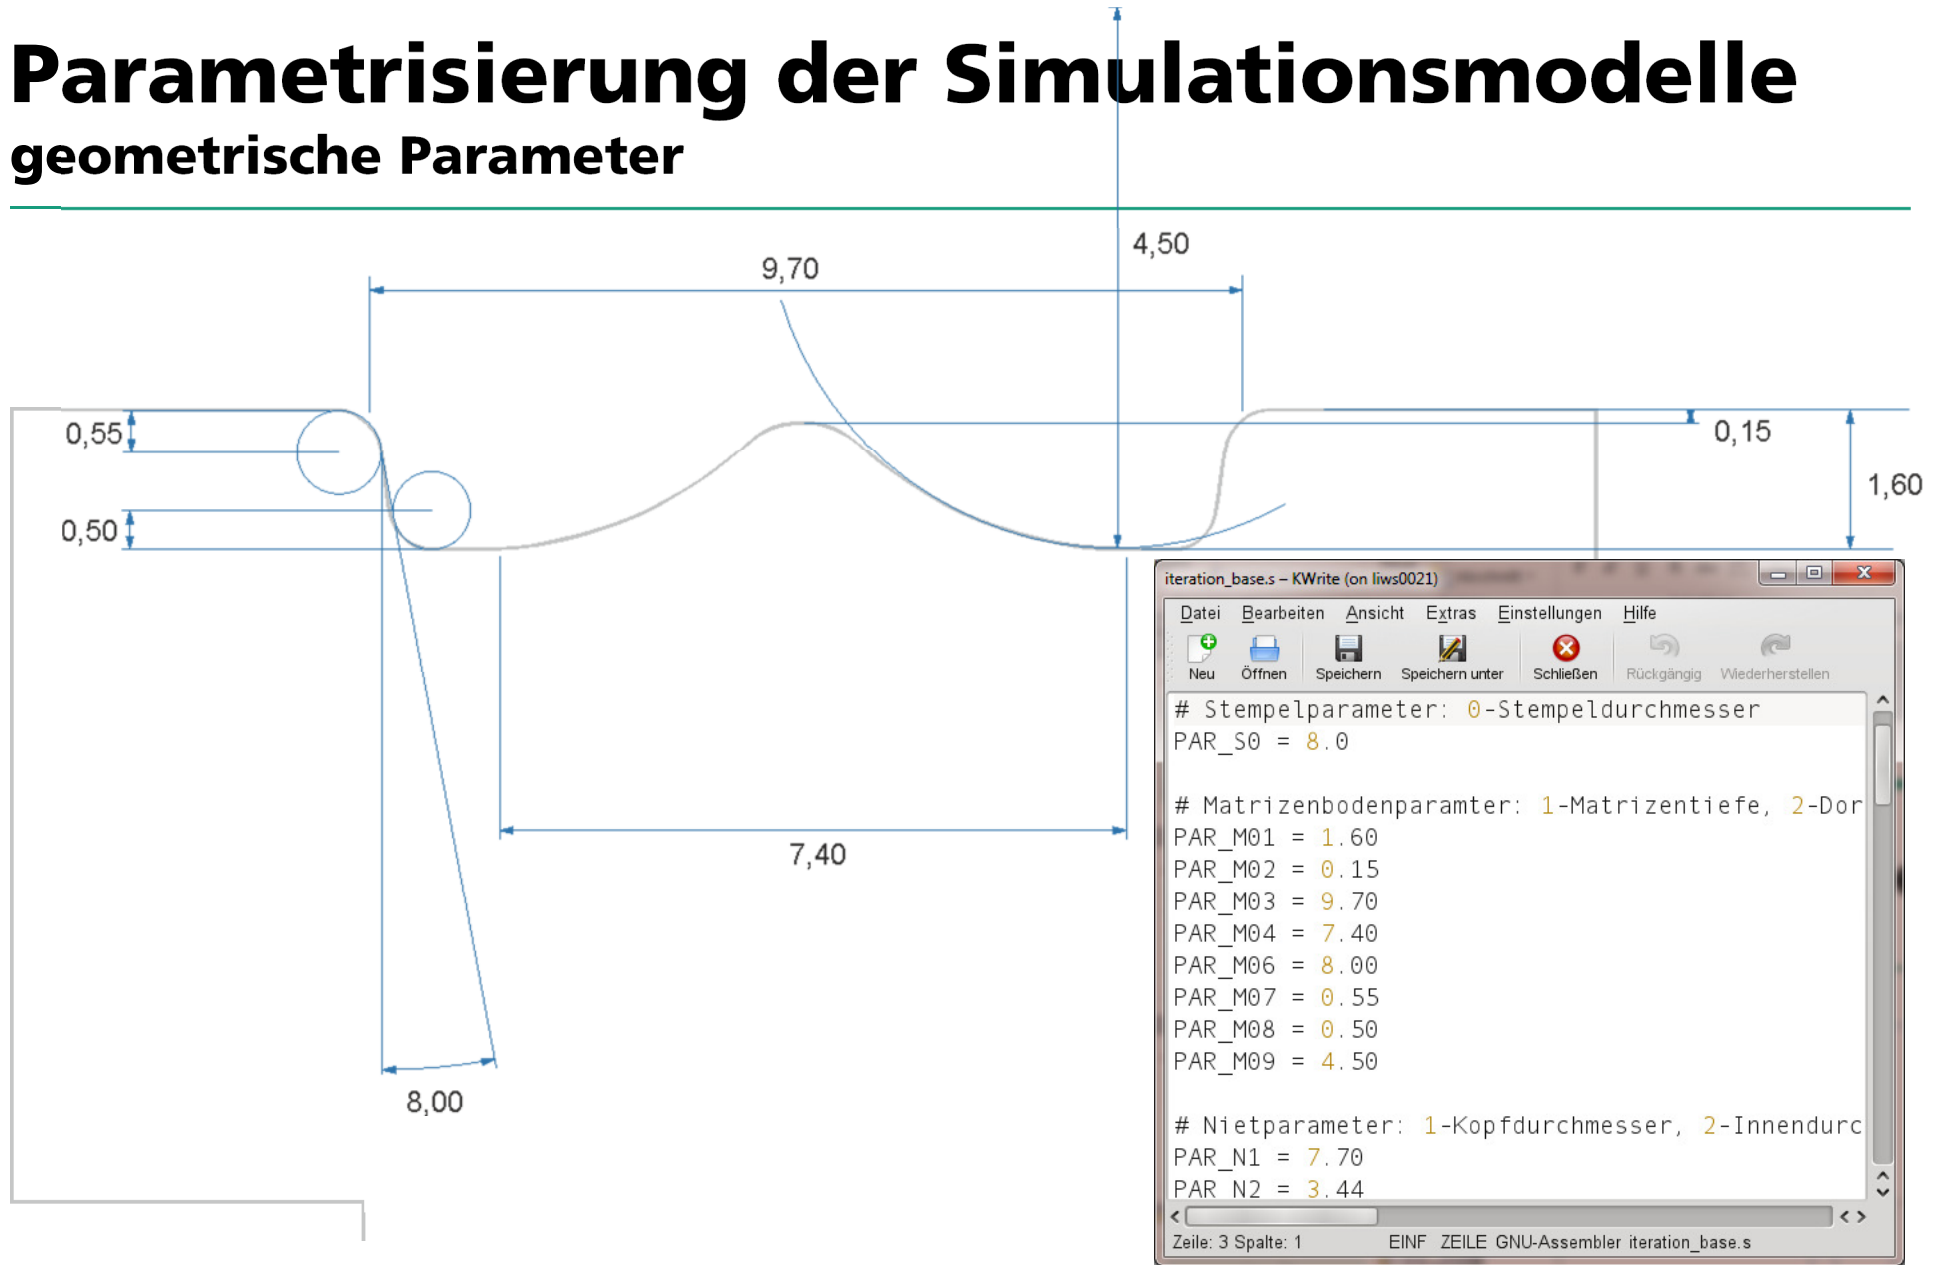 Parametrisierung der Simulationsmodelle
geometrische Parameter
4,50
9,70
0,55
0,15
1,60
0,50
7,40
8,00
iteration_base.s – KWrite (on liws0021)
Datei Bearbeiten Ansicht Extras Einstellungen Hilfe
Neu Öffnen Speichern Speichern unter Schließen Rückgängig Wiederherstellen
# Stempelparameter: 0-Stempeldurchmesser
PAR_S0 = 8.0
# Matrizenbodenparamter: 1-Matrizentiefe, 2-Dor
PAR_M01 = 1.60
PAR_M02 = 0.15
PAR_M03 = 9.70
PAR_M04 = 7.40
PAR_M06 = 8.00
PAR_M07 = 0.55
PAR_M08 = 0.50
PAR_M09 = 4.50
# Nietparameter: 1-Kopfdurchmesser, 2-Innendurc
PAR_N1 = 7.70
PAR_N2 = 3.44
Zeile: 3 Spalte: 1 EINF ZEILE GNU-Assembler iteration_base.s